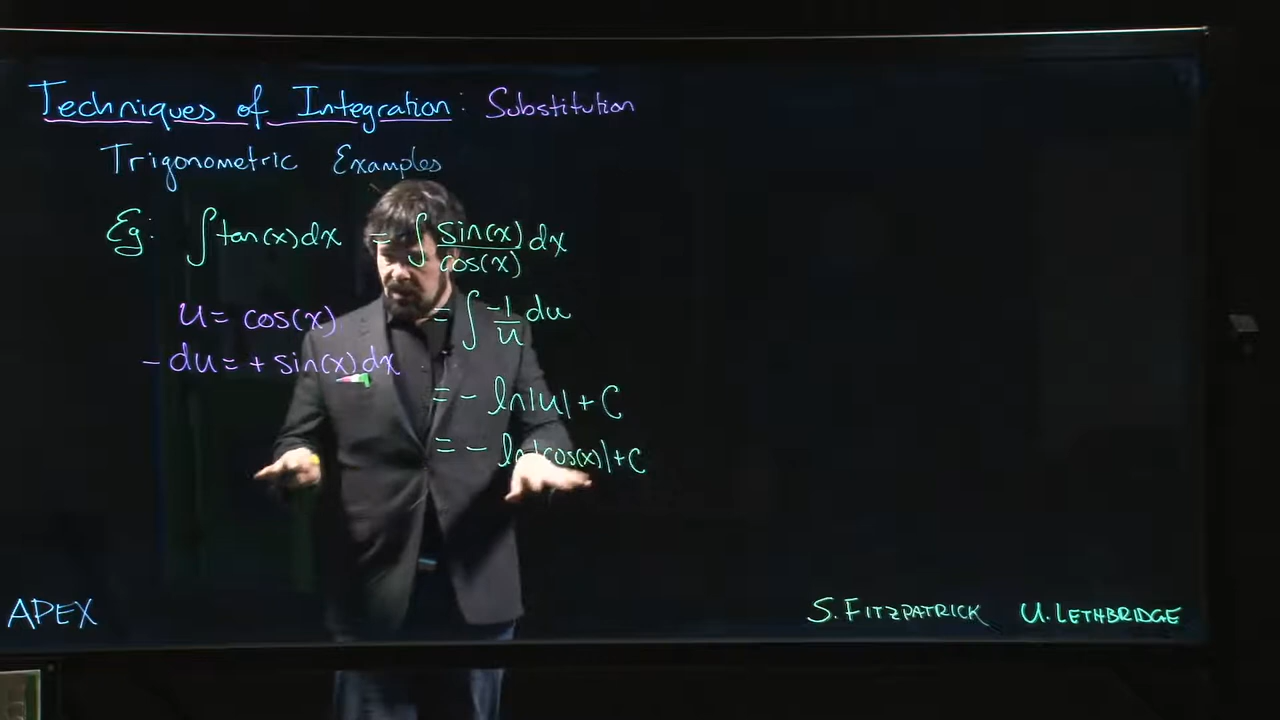 Techniques of Integration: Substitution
Trigonometric Examples
Eg: ∫tan(x)dx = ∫ sin(x)/cos(x) dx
u = cos(x)
-du = + sin(x)dx
= ∫ -1/u du
= - ln|u| + C
= - ln|cos(x)| + C
APEX
S. FITZPATRICK U. LETHBRIDGE